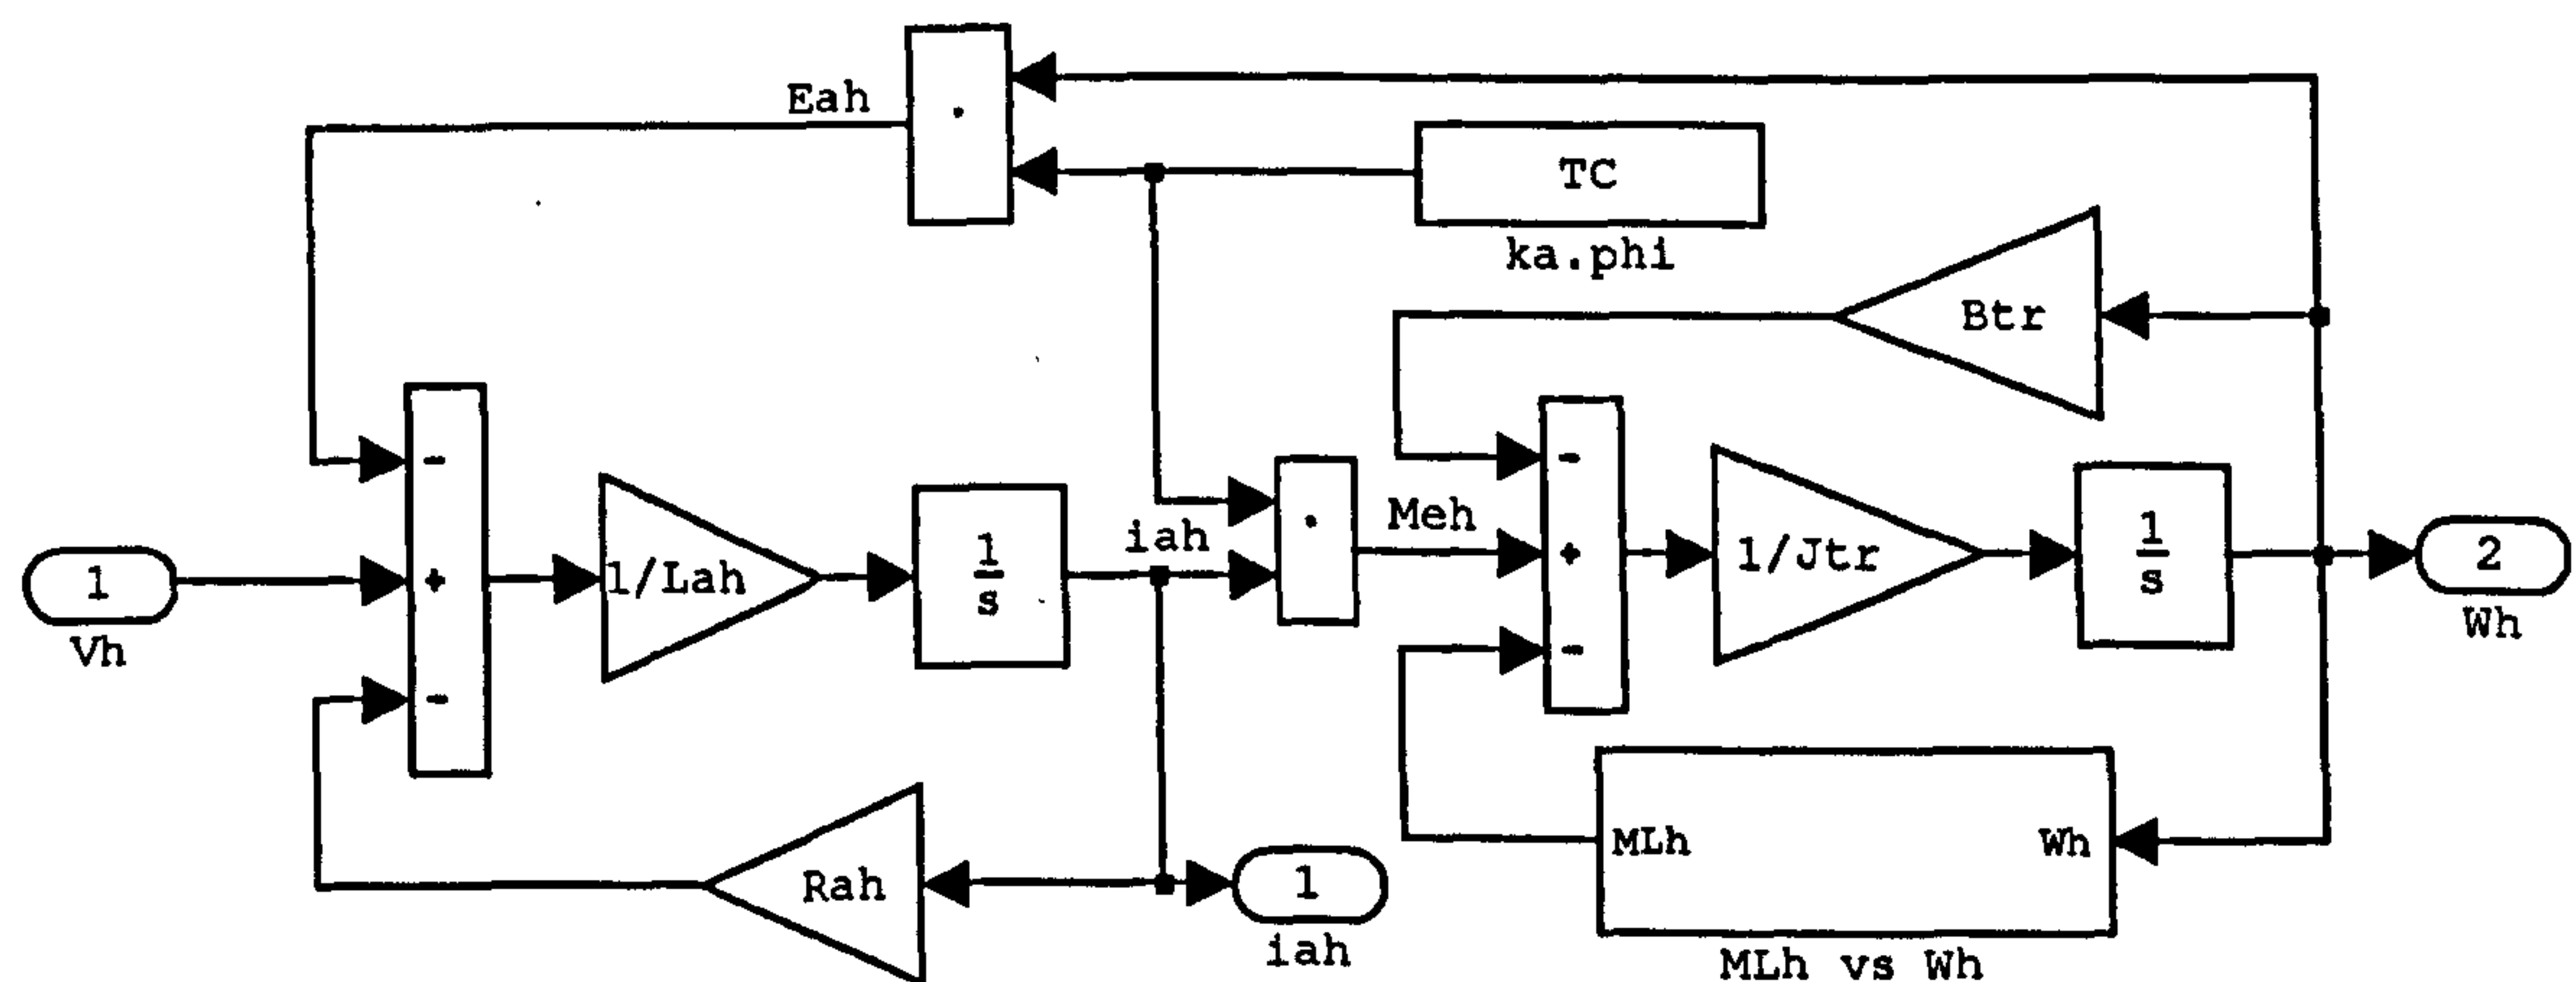 Eah
.
TC
ka.phi
Btr
-
-
1
Vh
+
1/Lah
1
s
iah
.
Meh
+
1/Jtr
1
s
2
Wh
-
-
Rah
1
iah
MLh
Wh
MLh vs Wh